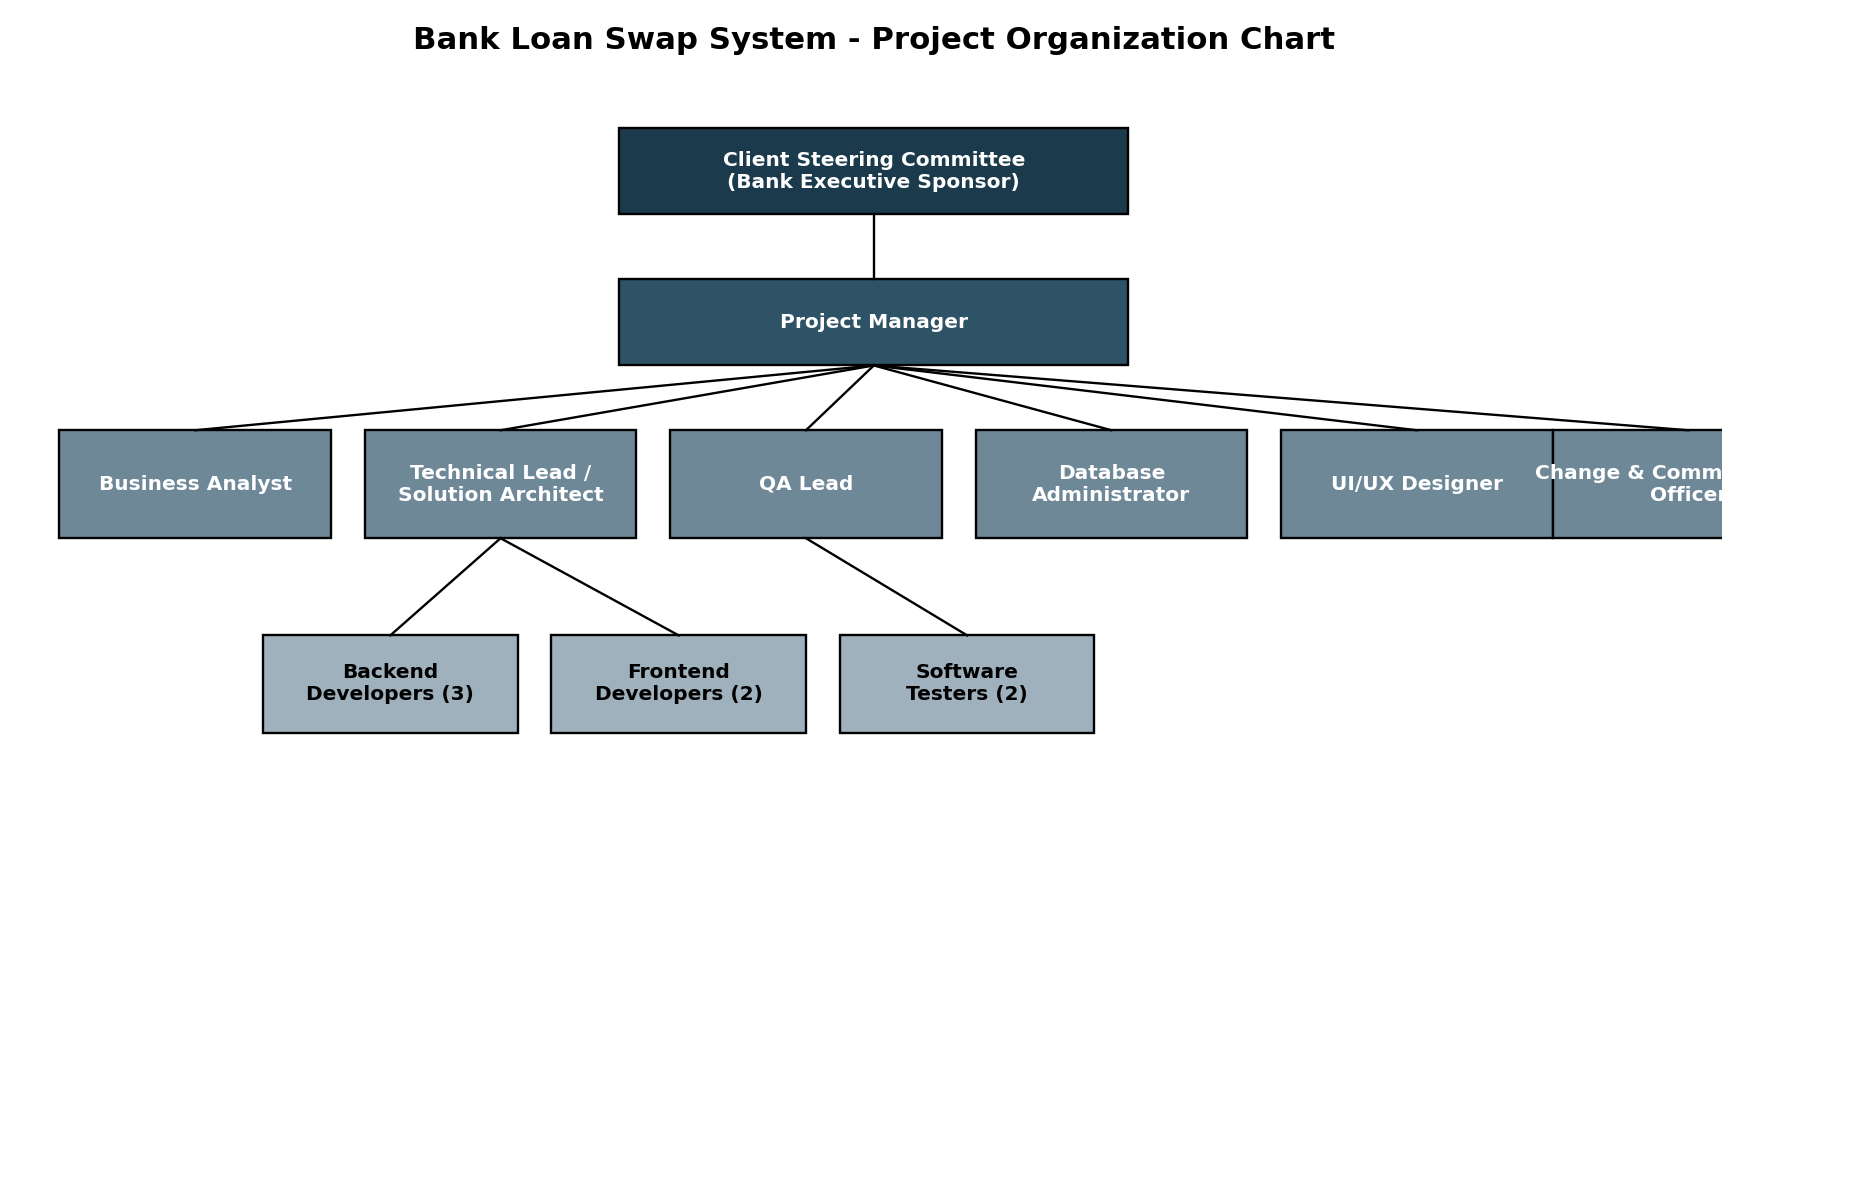 Bank Loan Swap System - Project Organization Chart
Client Steering Committee
(Bank Executive Sponsor)
Project Manager
Business Analyst
Technical Lead /
Solution Architect
QA Lead
Database
Administrator
UI/UX Designer
Change & Comm
Officer
Backend
Developers (3)
Frontend
Developers (2)
Software
Testers (2)